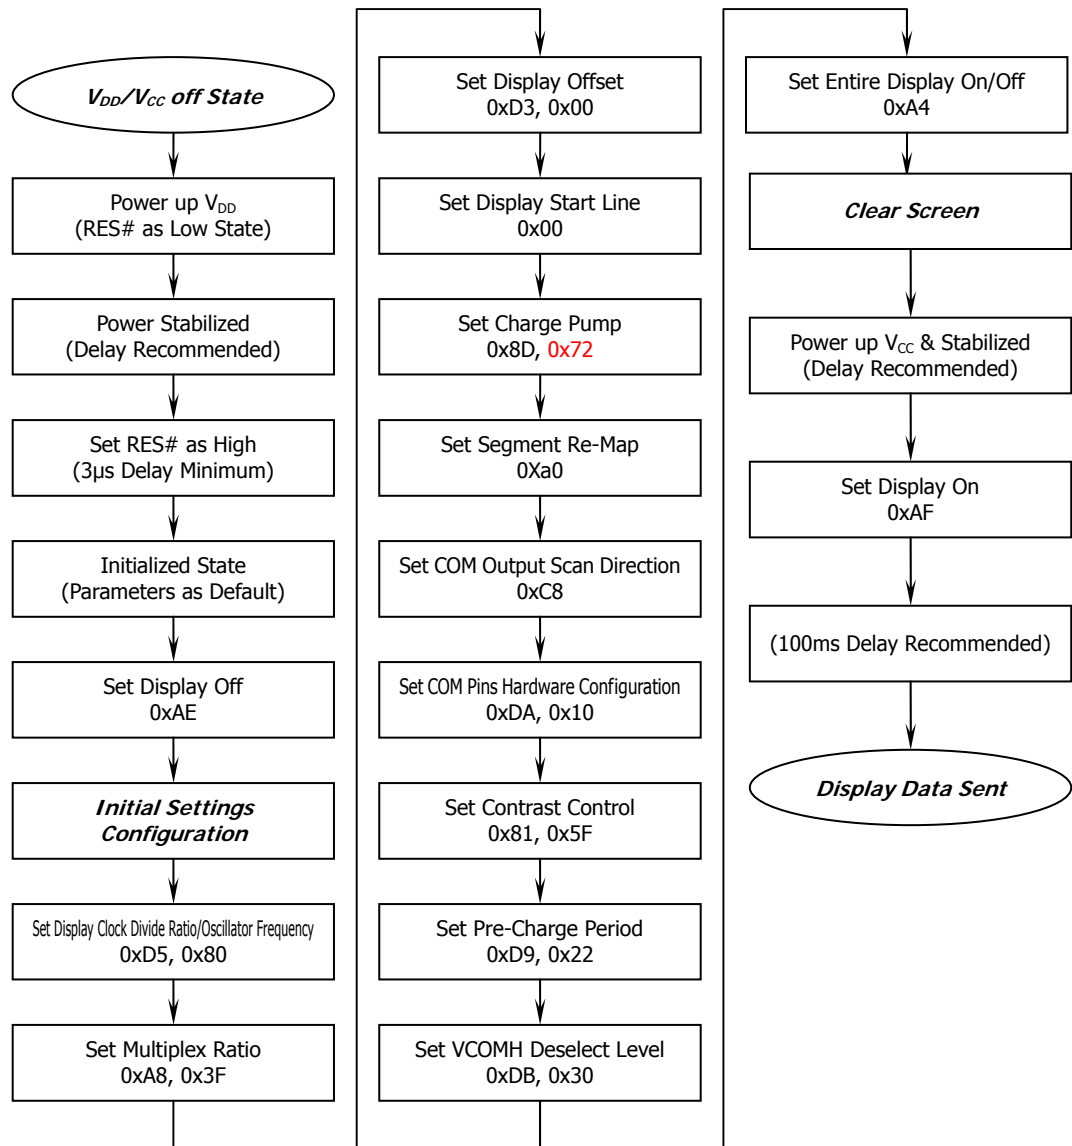 V_DD/V_CC off State
Power up V_DD
(RES# as Low State)
Power Stabilized
(Delay Recommended)
Set RES# as High
(3μs Delay Minimum)
Initialized State
(Parameters as Default)
Set Display Off
0xAE
Initial Settings
Configuration
Set Display Clock Divide Ratio/Oscillator Frequency
0xD5, 0x80
Set Multiplex Ratio
0xA8, 0x3F
Set Display Offset
0xD3, 0x00
Set Display Start Line
0x00
Set Charge Pump
0x8D, 0x72
Set Segment Re-Map
0Xa0
Set COM Output Scan Direction
0xC8
Set COM Pins Hardware Configuration
0xDA, 0x10
Set Contrast Control
0x81, 0x5F
Set Pre-Charge Period
0xD9, 0x22
Set VCOMH Deselect Level
0xDB, 0x30
Set Entire Display On/Off
0xA4
Clear Screen
Power up V_CC & Stabilized
(Delay Recommended)
Set Display On
0xAF
(100ms Delay Recommended)
Display Data Sent